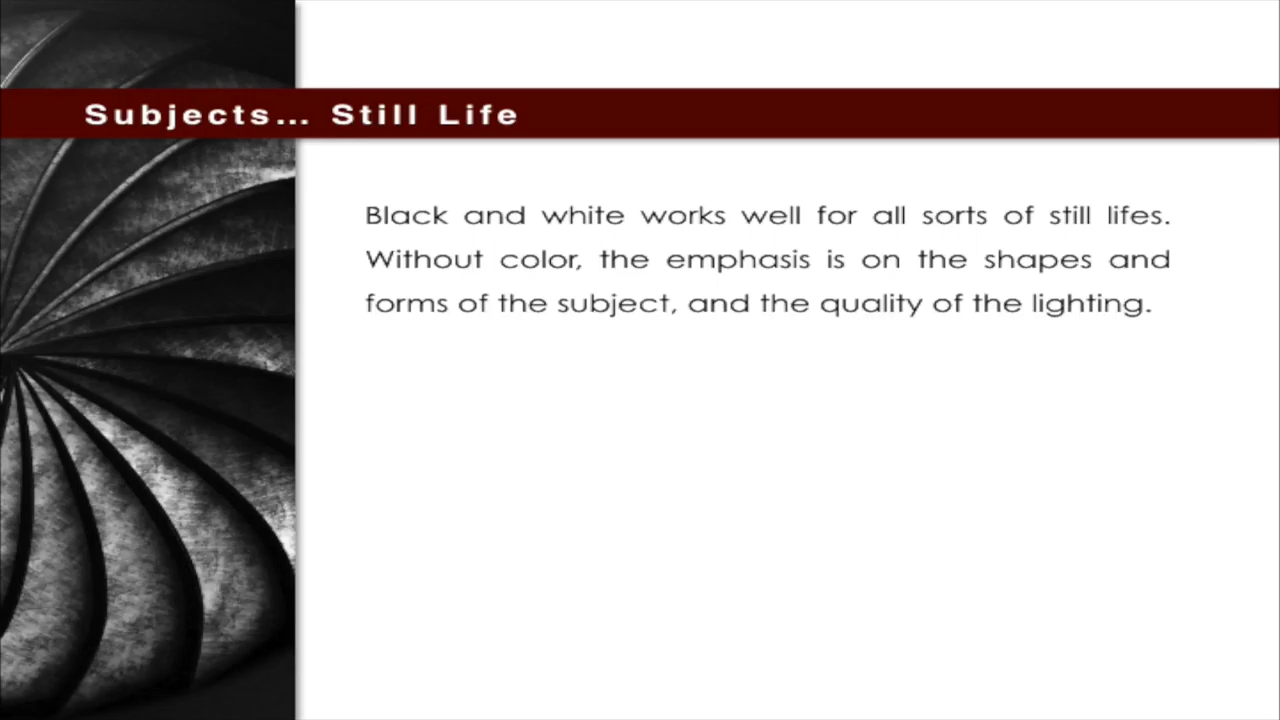 Subjects… Still Life
Black and white works well for all sorts of still lifes.
Without color, the emphasis is on the shapes and
forms of the subject, and the quality of the lighting.